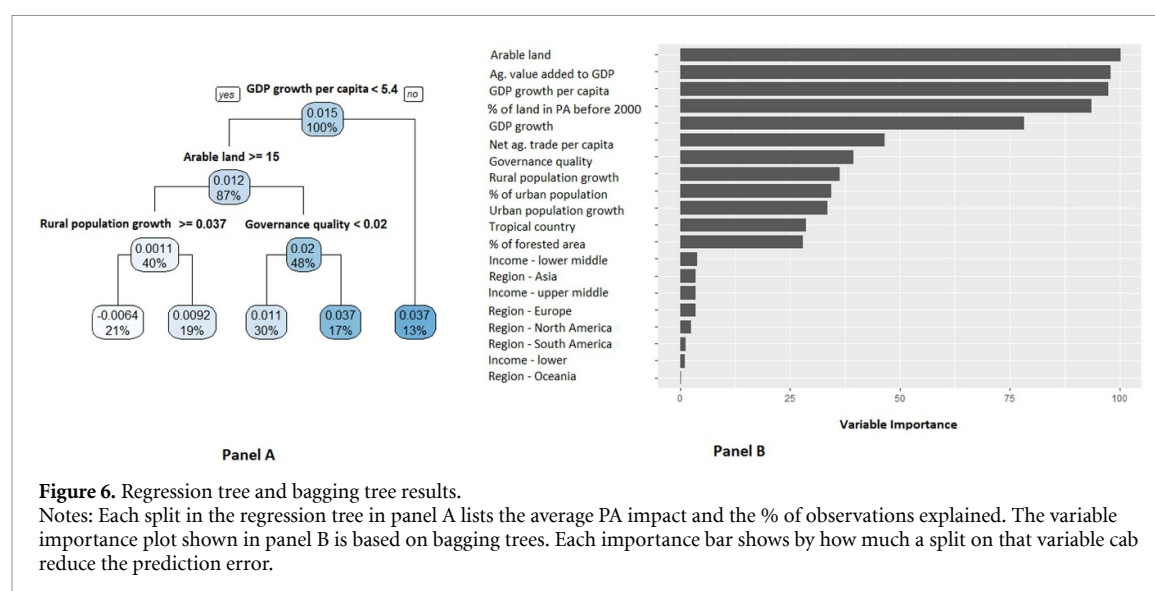 yes GDP growth per capita < 5.4 no
0.015
100%
Arable land >= 15
0.012
87%
Rural population growth >= 0.037 Governance quality < 0.02
0.0011 0.02
40% 48%
-0.0064 0.0092 0.011 0.037 0.037
21% 19% 30% 17% 13%
Panel A
Arable land
Ag. value added to GDP
GDP growth per capita
% of land in PA before 2000
GDP growth
Net ag. trade per capita
Governance quality
Rural population growth
% of urban population
Urban population growth
Tropical country
% of forested area
Income - lower middle
Region - Asia
Income - upper middle
Region - Europe
Region - North America
Region - South America
Income - lower
Region - Oceania
0 25 50 75 100
Variable Importance
Panel B
Figure 6. Regression tree and bagging tree results.
Notes: Each split in the regression tree in panel A lists the average PA impact and the % of observations explained. The variable
importance plot shown in panel B is based on bagging trees. Each importance bar shows by how much a split on that variable cab
reduce the prediction error.